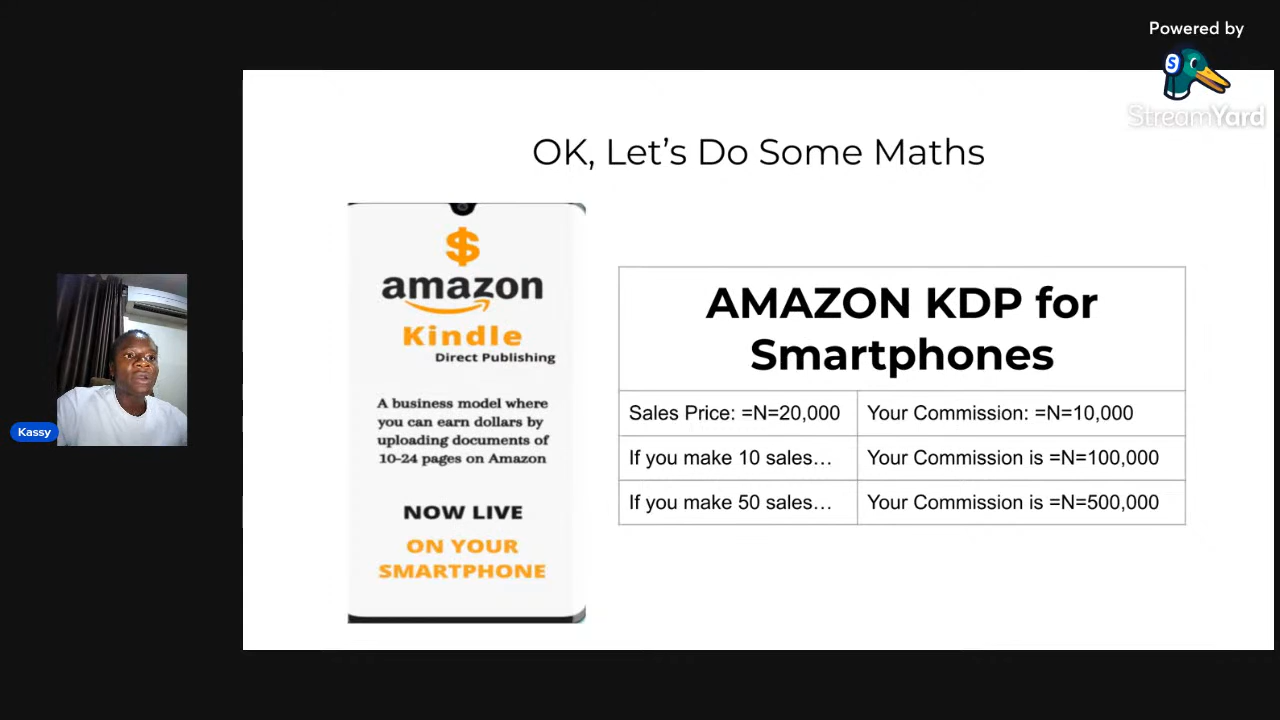 Powered by
S
StreamYard
OK, Let's Do Some Maths
$
amazon
Kindle
Direct Publishing
A business model where
you can earn dollars by
uploading documents of
10-24 pages on Amazon
NOW LIVE
ON YOUR
SMARTPHONE
AMAZON KDP for
Smartphones
Sales Price: =N=20,000 Your Commission: =N=10,000
If you make 10 sales… Your Commission is =N=100,000
If you make 50 sales… Your Commission is =N=500,000
Kassy